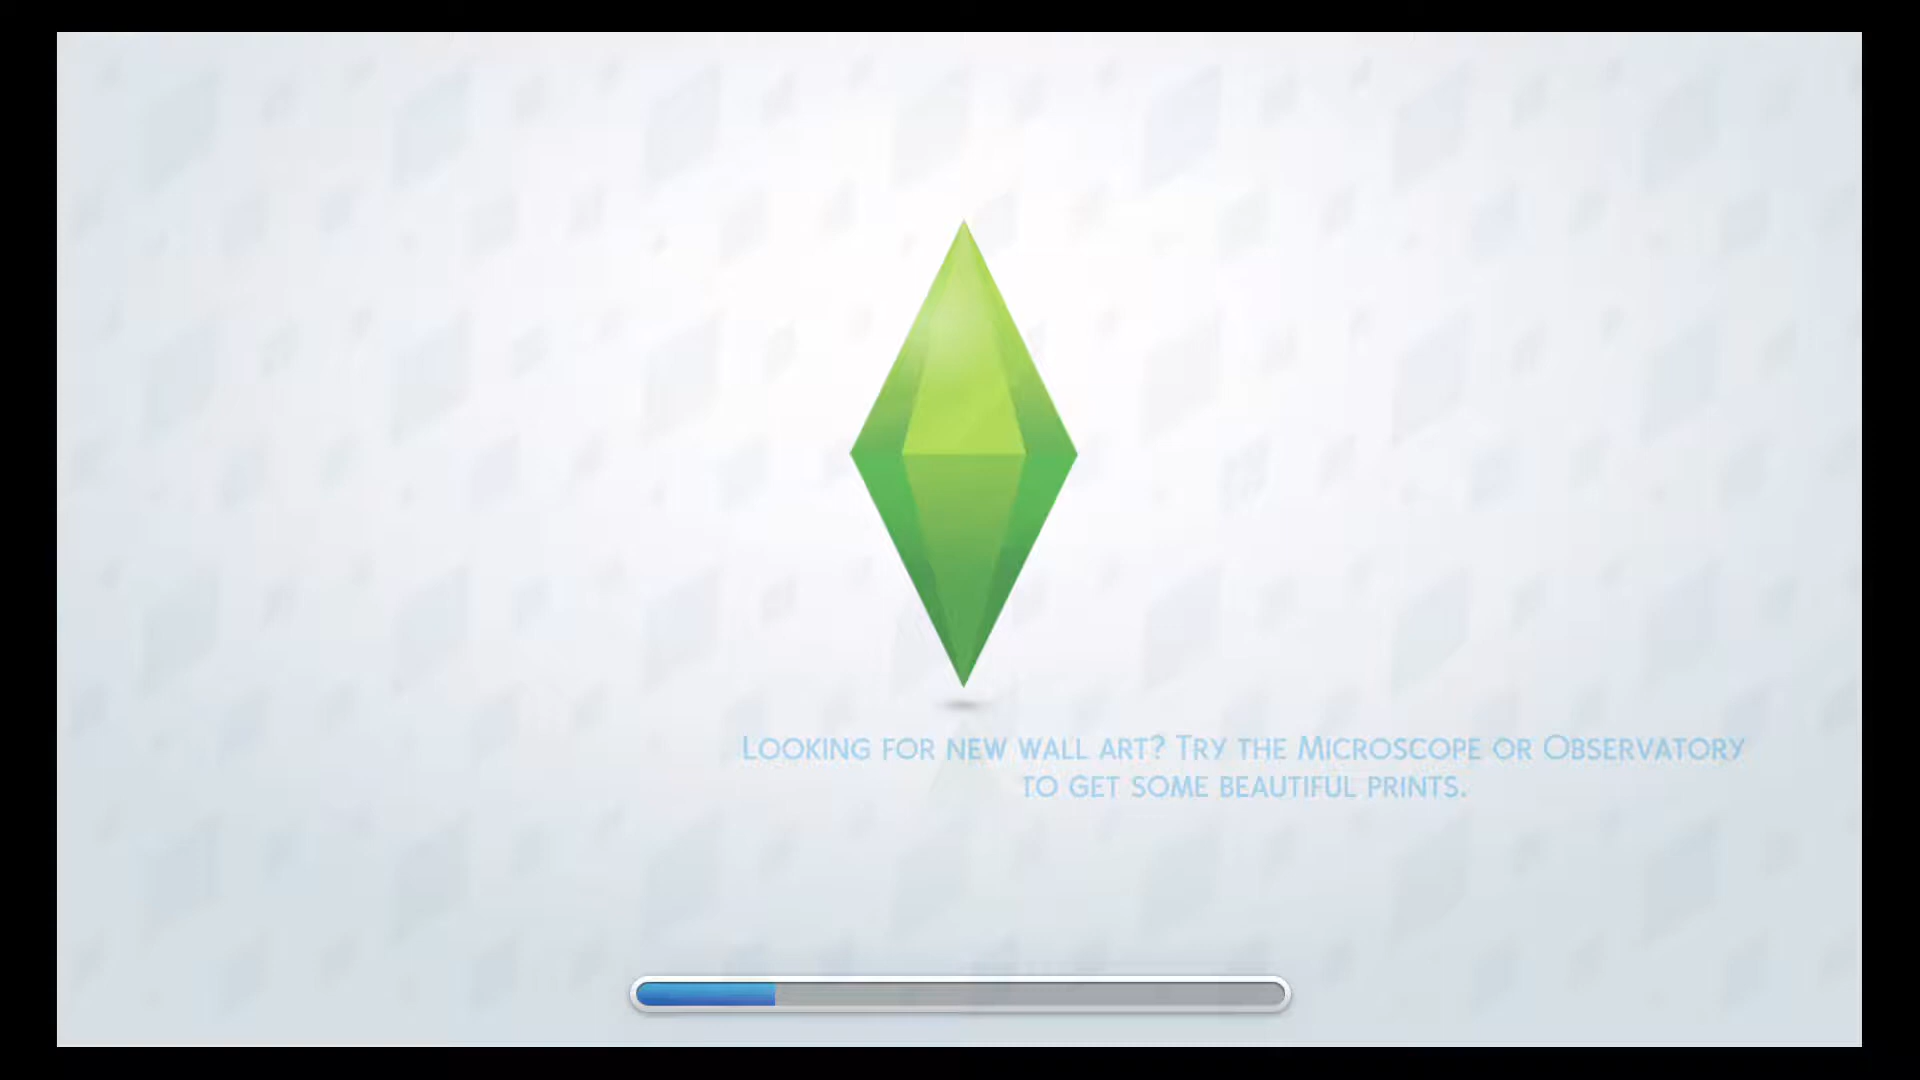 Looking for new wall art? Try the Microscope or Observatory
to get some beautiful prints.